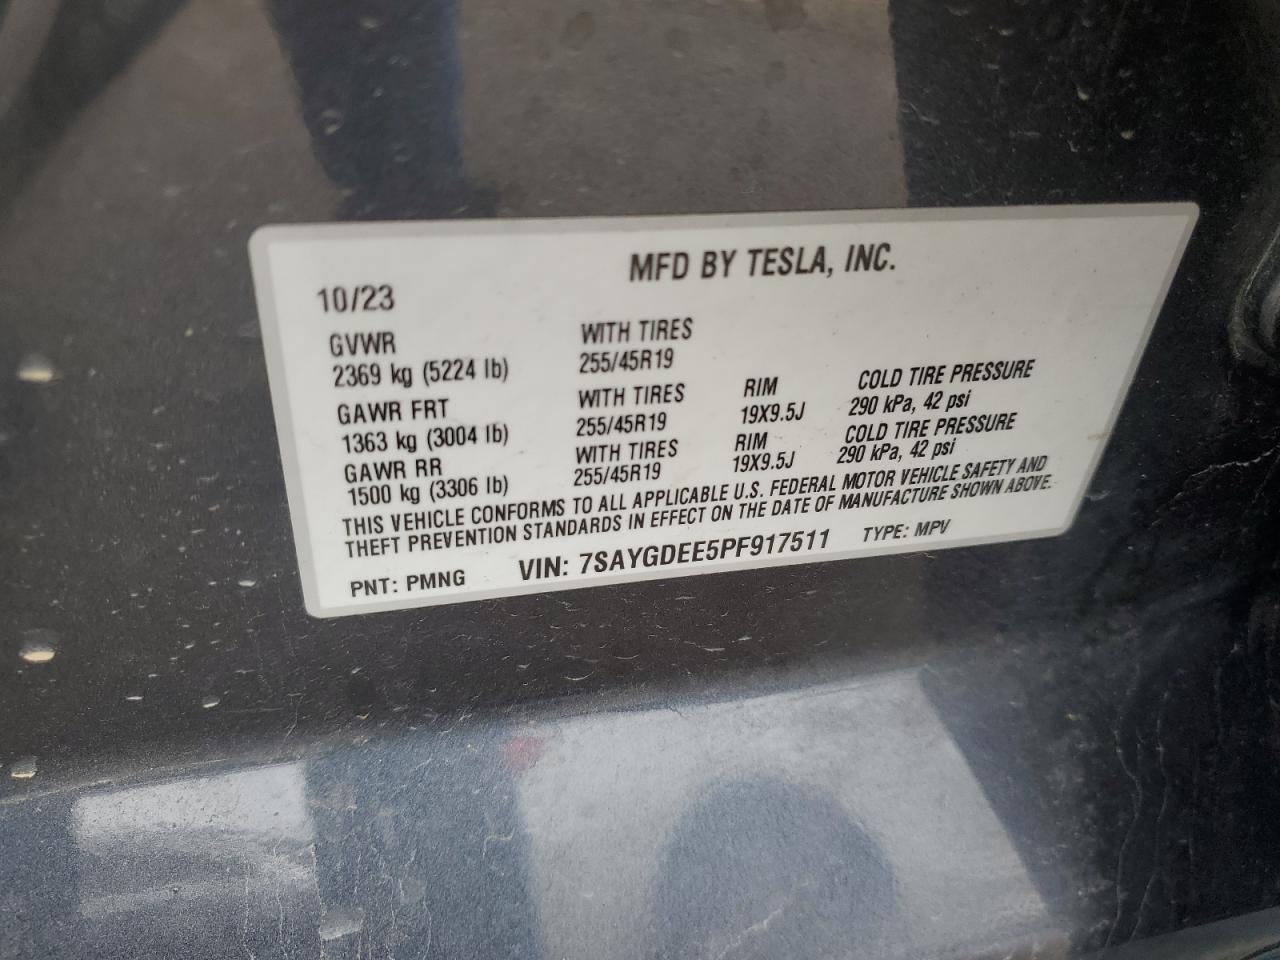 MFD BY TESLA, INC.
10/23
GVWR WITH TIRES
2369 kg (5224 lb) 255/45R19
GAWR FRT WITH TIRES RIM COLD TIRE PRESSURE
1363 kg (3004 lb) 255/45R19 19X9.5J 290 kPa, 42 psi
GAWR RR WITH TIRES RIM COLD TIRE PRESSURE
1500 kg (3306 lb) 255/45R19 19X9.5J 290 kPa, 42 psi
THIS VEHICLE CONFORMS TO ALL APPLICABLE U.S. FEDERAL MOTOR VEHICLE SAFETY AND
THEFT PREVENTION STANDARDS IN EFFECT ON THE DATE OF MANUFACTURE SHOWN ABOVE.
PNT: PMNG VIN: 7SAYGDEE5PF917511 TYPE: MPV